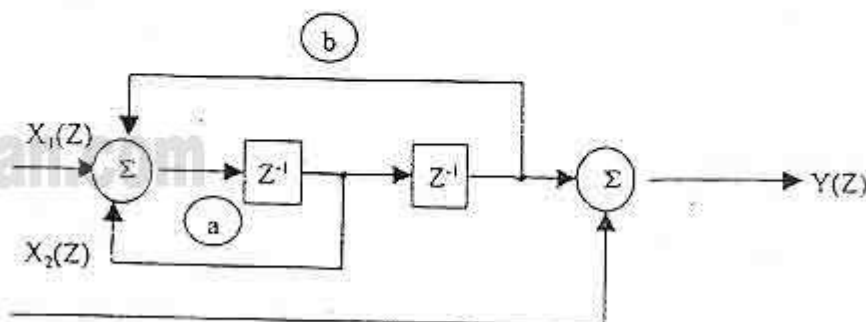 b
X₁(Z)
Σ
Z⁻¹
Z⁻¹
Σ
Y(Z)
a
X₂(Z)